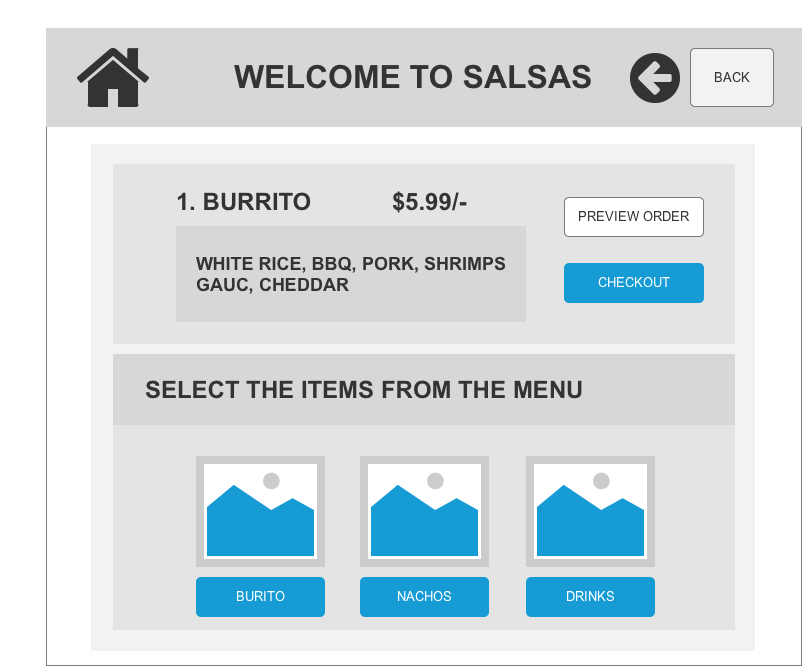 WELCOME TO SALSAS
BACK
1. BURRITO $5.99/-
PREVIEW ORDER
WHITE RICE, BBQ, PORK, SHRIMPS
GAUC, CHEDDAR
CHECKOUT
SELECT THE ITEMS FROM THE MENU
BURITO
NACHOS
DRINKS